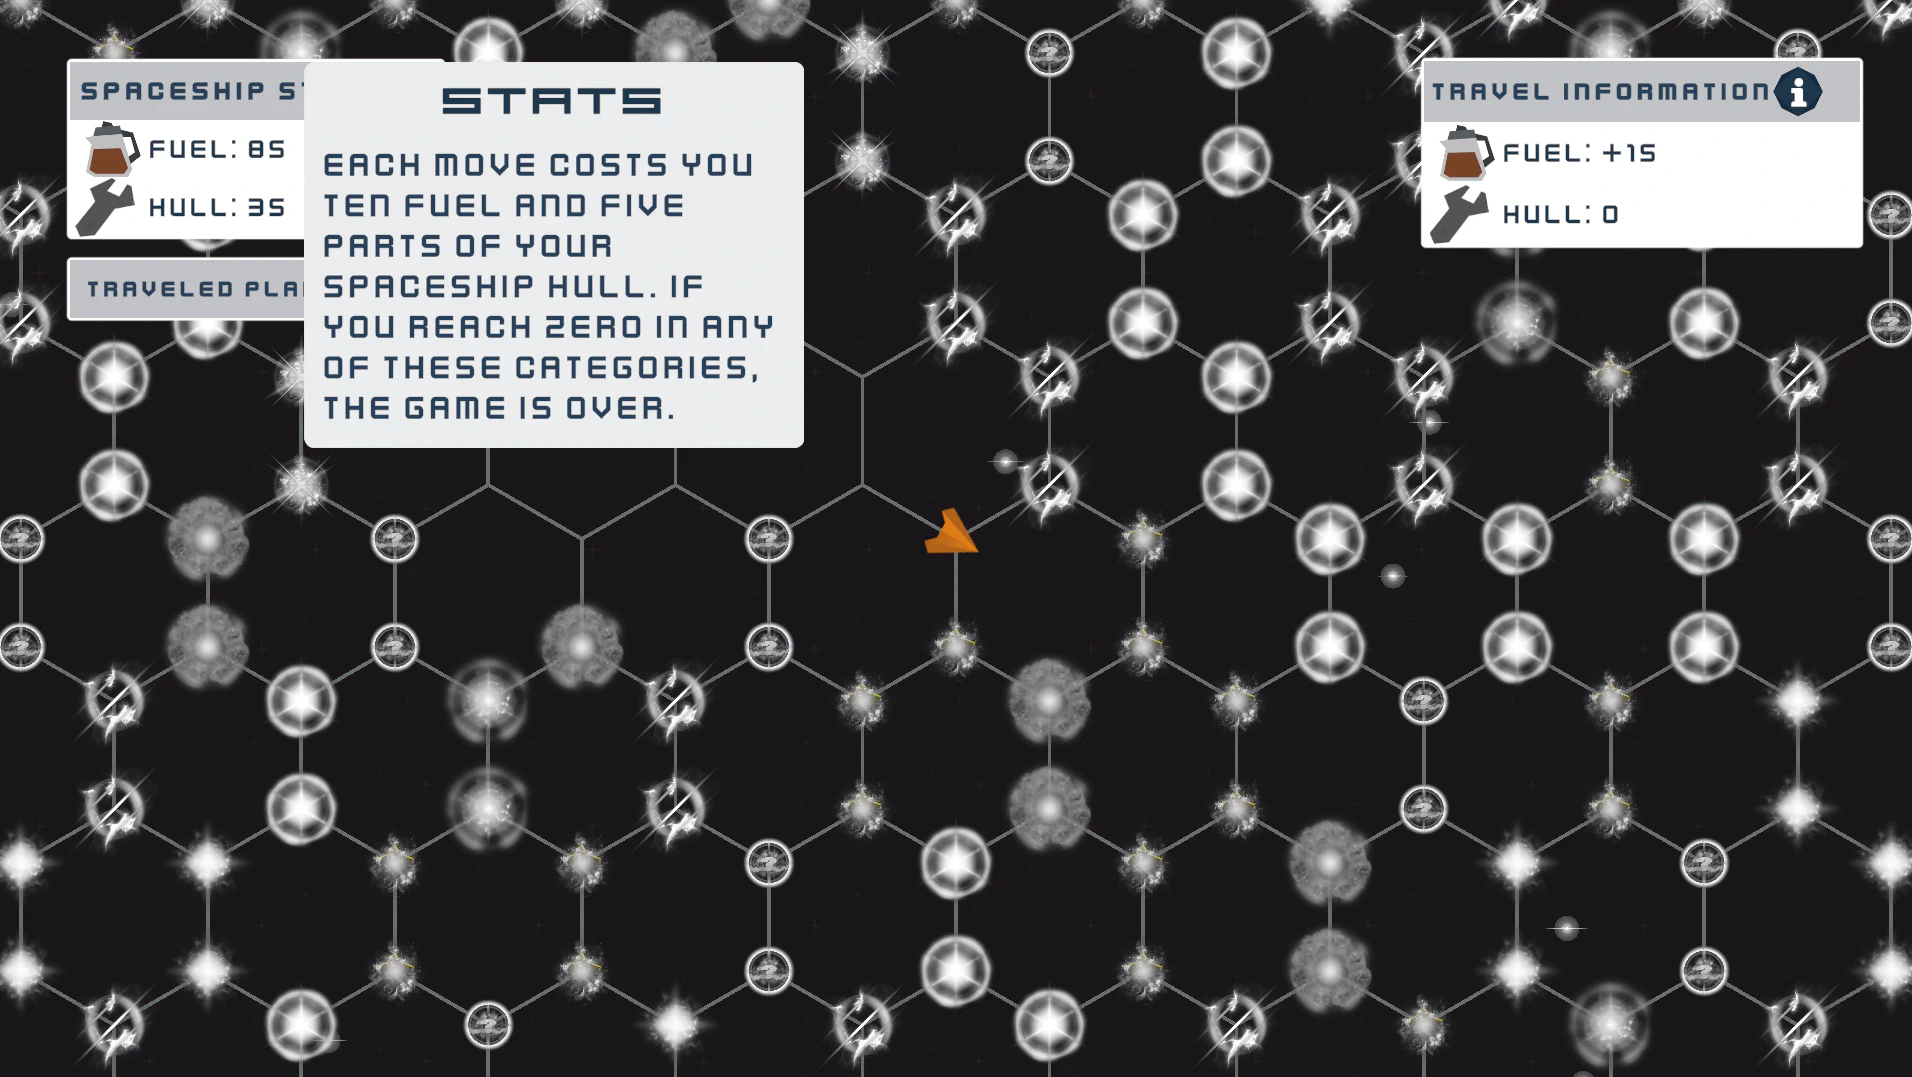 SPACESHIP ST
FUEL: 85
HULL: 35
TRAVELED PLA
STATS
EACH MOVE COSTS YOU
TEN FUEL AND FIVE
PARTS OF YOUR
SPACESHIP HULL. IF
YOU REACH ZERO IN ANY
OF THESE CATEGORIES,
THE GAME IS OVER.
TRAVEL INFORMATION
FUEL: +15
HULL: 0